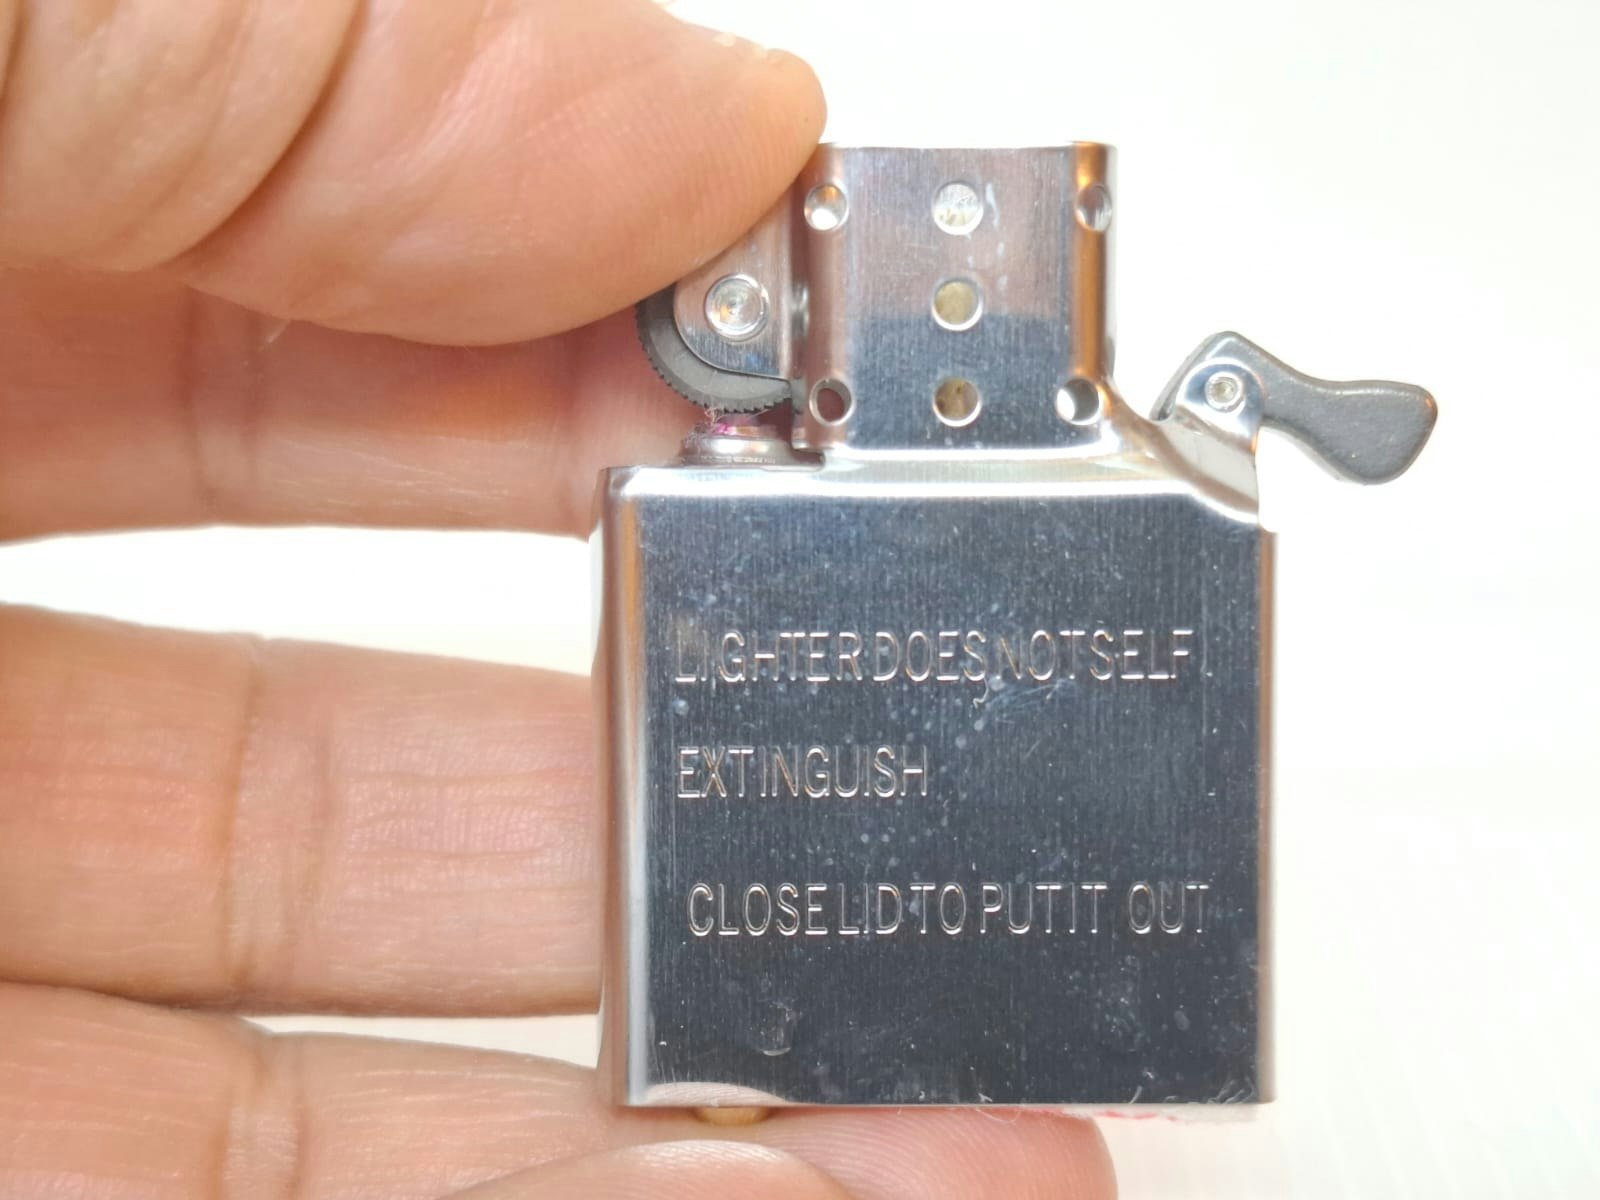 LIGHTER DOES NOT SELF
EXTINGUISH
CLOSE LID TO PUT IT OUT